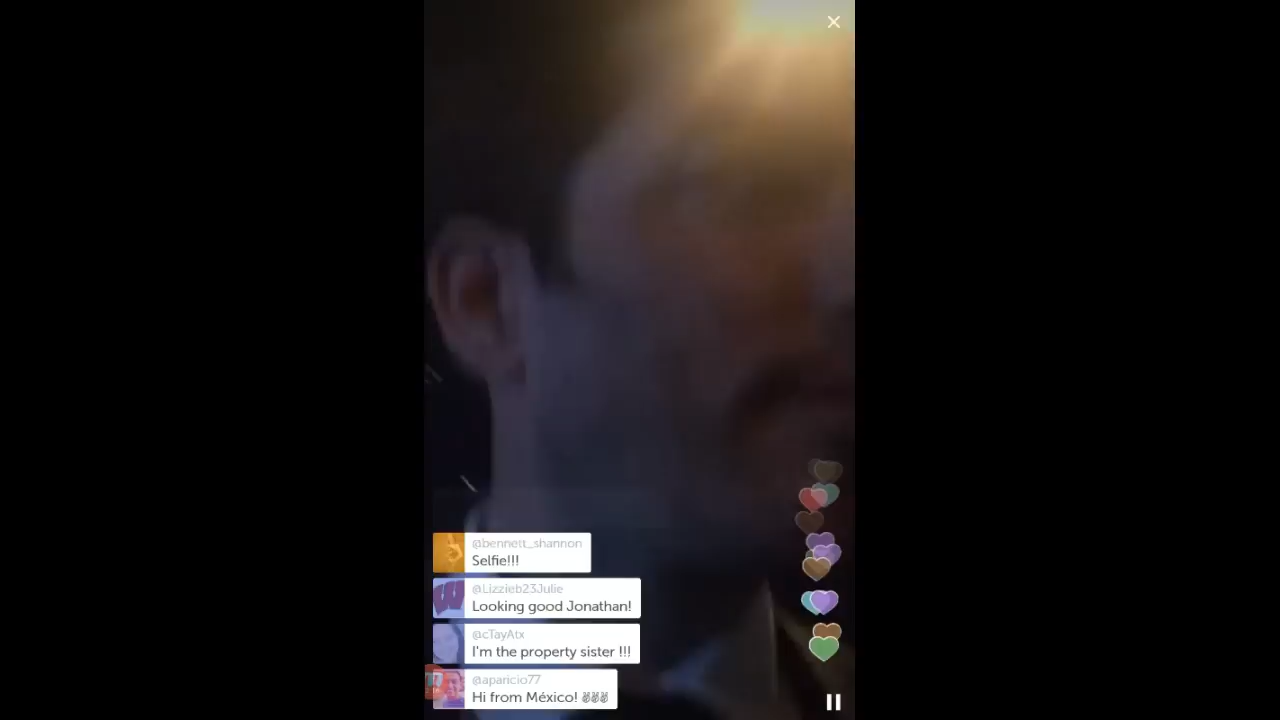 @bennett_shannon
Selfie!!!
@Lizzieb23Julie
Looking good Jonathan!
@cTayAtx
I'm the property sister !!!
@aparicio77
Hi from México! ✌✌✌